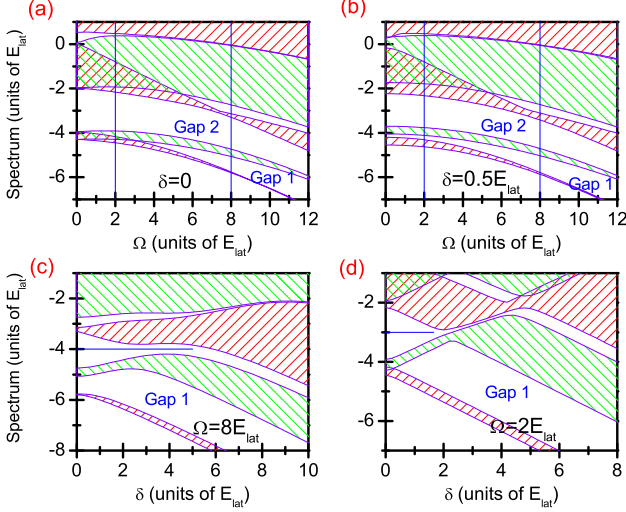 (a)
(b)
Spectrum (units of E_lat)
0
-2
-4
-6
Gap 2
Gap 1
δ=0
0 2 4 6 8 10 12
Ω (units of E_lat)
0
-2
-4
-6
Gap 2
Gap 1
δ=0.5E_lat
0 2 4 6 8 10 12
Ω (units of E_lat)
(c)
(d)
Spectrum (units of E_lat)
-2
-4
-6
-8
Gap 1
Ω=8E_lat
0 2 4 6 8 10
δ (units of E_lat)
-2
-4
-6
Gap 1
Ω=2E_lat
0 2 4 6 8
δ (units of E_lat)